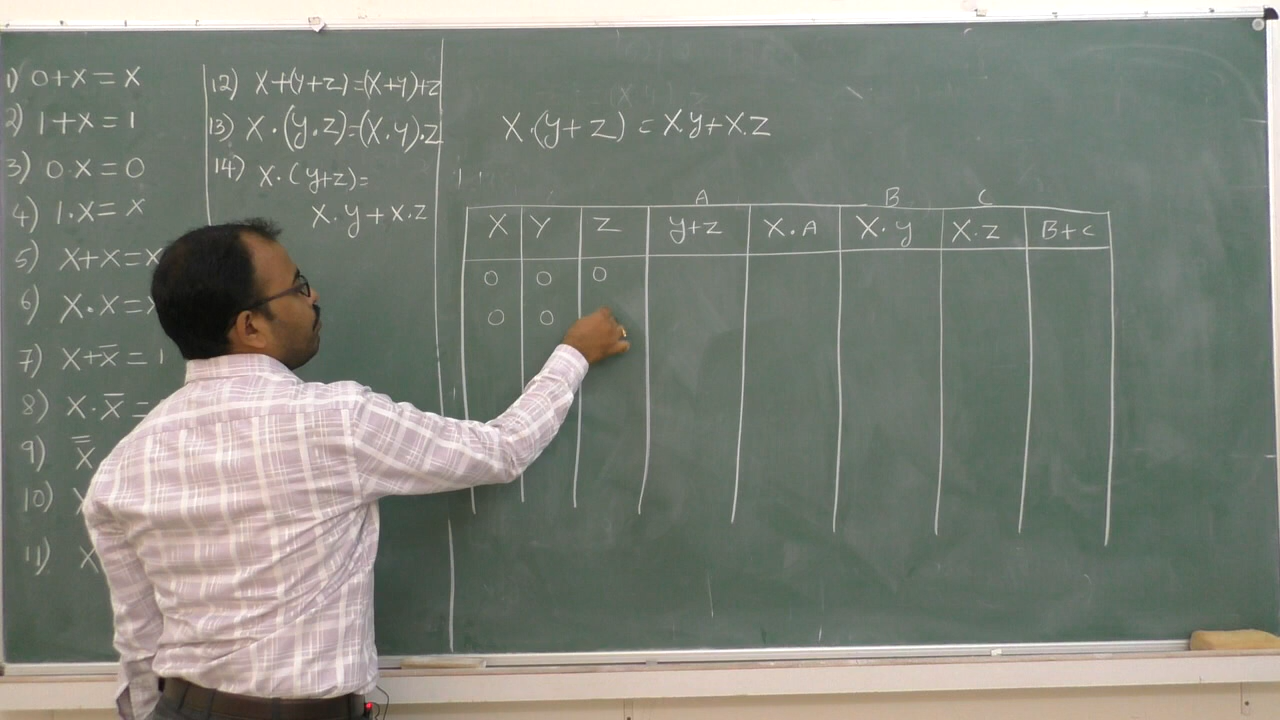 1) 0+x=x
2) 1+x=1
3) 0.x=0
4) 1.x=x
5) x+x=x
6) x.x=
7) x+x̅=1
8) x.x̅=
9) x̿
10)
11) x
12) x+(y+z)=(x+y)+z
13) x.(y.z)=(x.y).z
14) x.(y+z)=
x.y+x.z
x.(y+z)=x.y+x.z
A B C
x y z y+z x.A x.y x.z B+C
0 0 0
0 0